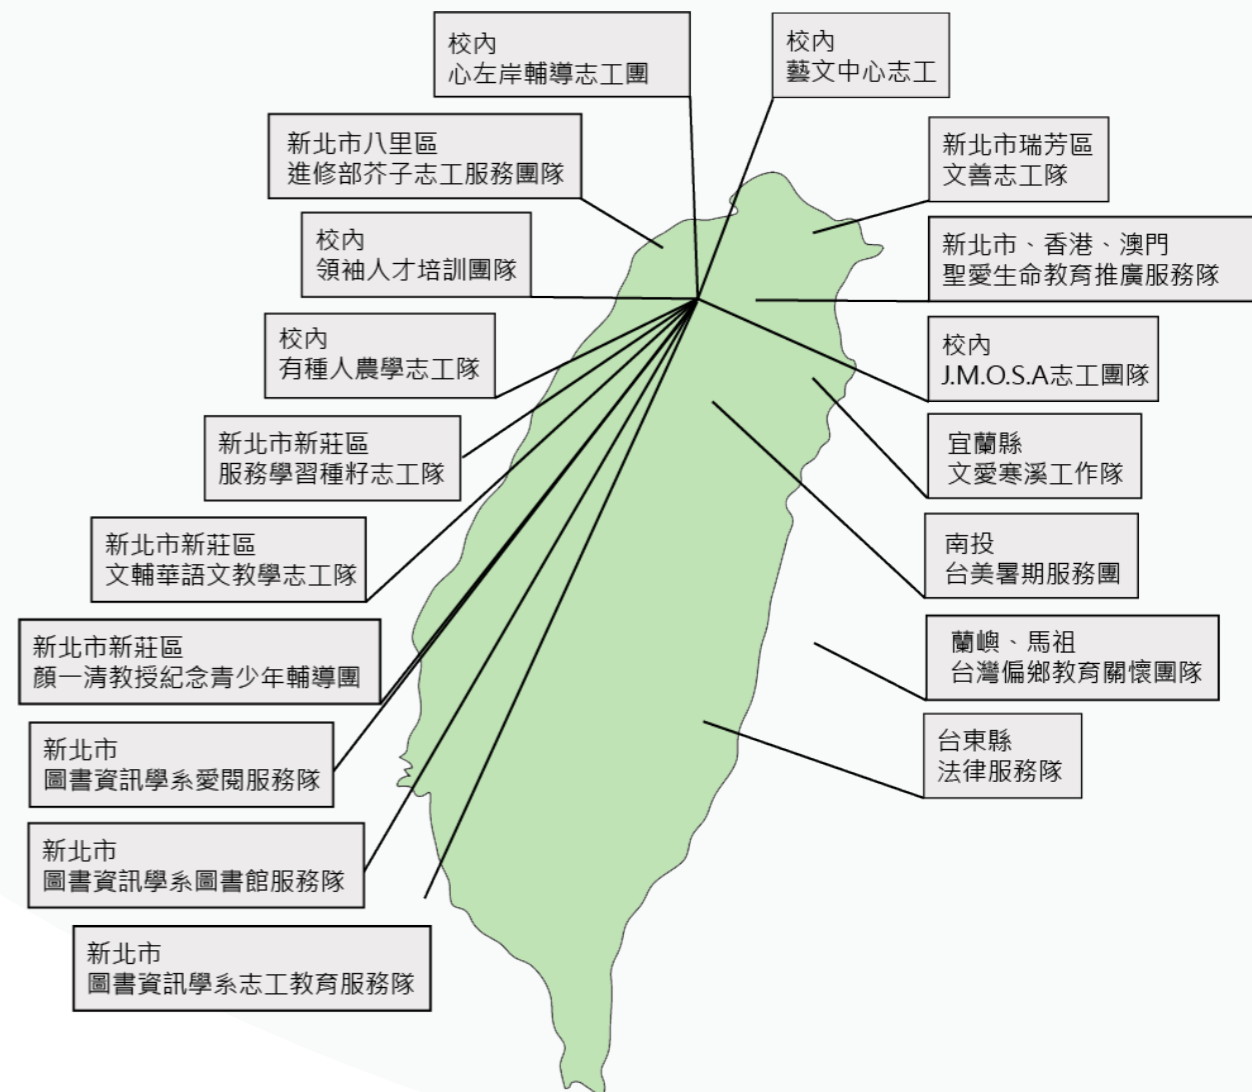 校內
心左岸輔導志工團
校內
藝文中心志工
新北市八里區
進修部芥子志工服務團隊
新北市瑞芳區
文善志工隊
校內
領袖人才培訓團隊
新北市、香港、澳門
聖愛生命教育推廣服務隊
校內
有種人農學志工隊
校內
J.M.O.S.A志工團隊
新北市新莊區
服務學習種籽志工隊
宜蘭縣
文愛寒溪工作隊
新北市新莊區
文輔華語文教學志工隊
南投
台美暑期服務團
新北市新莊區
顏一清教授紀念青少年輔導團
蘭嶼、馬祖
台灣偏鄉教育關懷團隊
新北市
圖書資訊學系愛閱服務隊
台東縣
法律服務隊
新北市
圖書資訊學系圖書館服務隊
新北市
圖書資訊學系志工教育服務隊